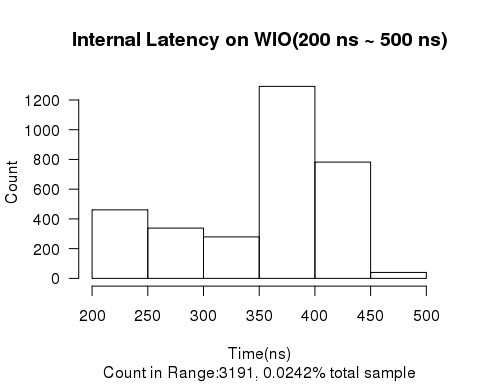 Internal Latency on WIO(200 ns ~ 500 ns)
1200
1000
800
600
400
200
0
Count
200 250 300 350 400 450 500
Time(ns)
Count in Range:3191, 0.0242% total sample